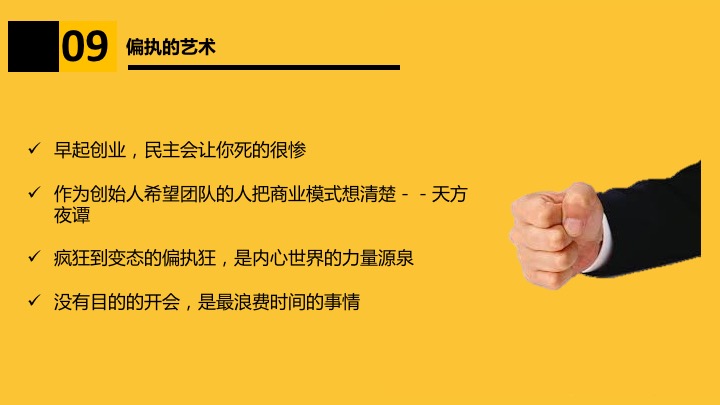 09
偏执的艺术
早起创业，民主会让你死的很惨
作为创始人希望团队的人把商业模式想清楚－－天方
夜谭
疯狂到变态的偏执狂，是内心世界的力量源泉
没有目的的开会，是最浪费时间的事情